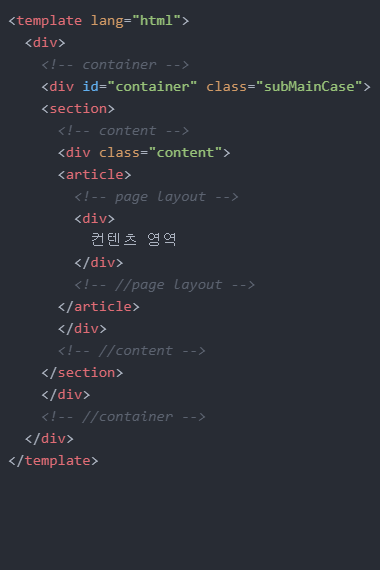 <template lang="html">
<div>
<!-- container -->
<div id="container" class="subMainCase">
<section>
<!-- content -->
<div class="content">
<article>
<!-- page layout -->
<div>
컨텐츠 영역
</div>
<!-- //page layout -->
</article>
</div>
<!-- //content -->
</section>
</div>
<!-- //container -->
</div>
</template>